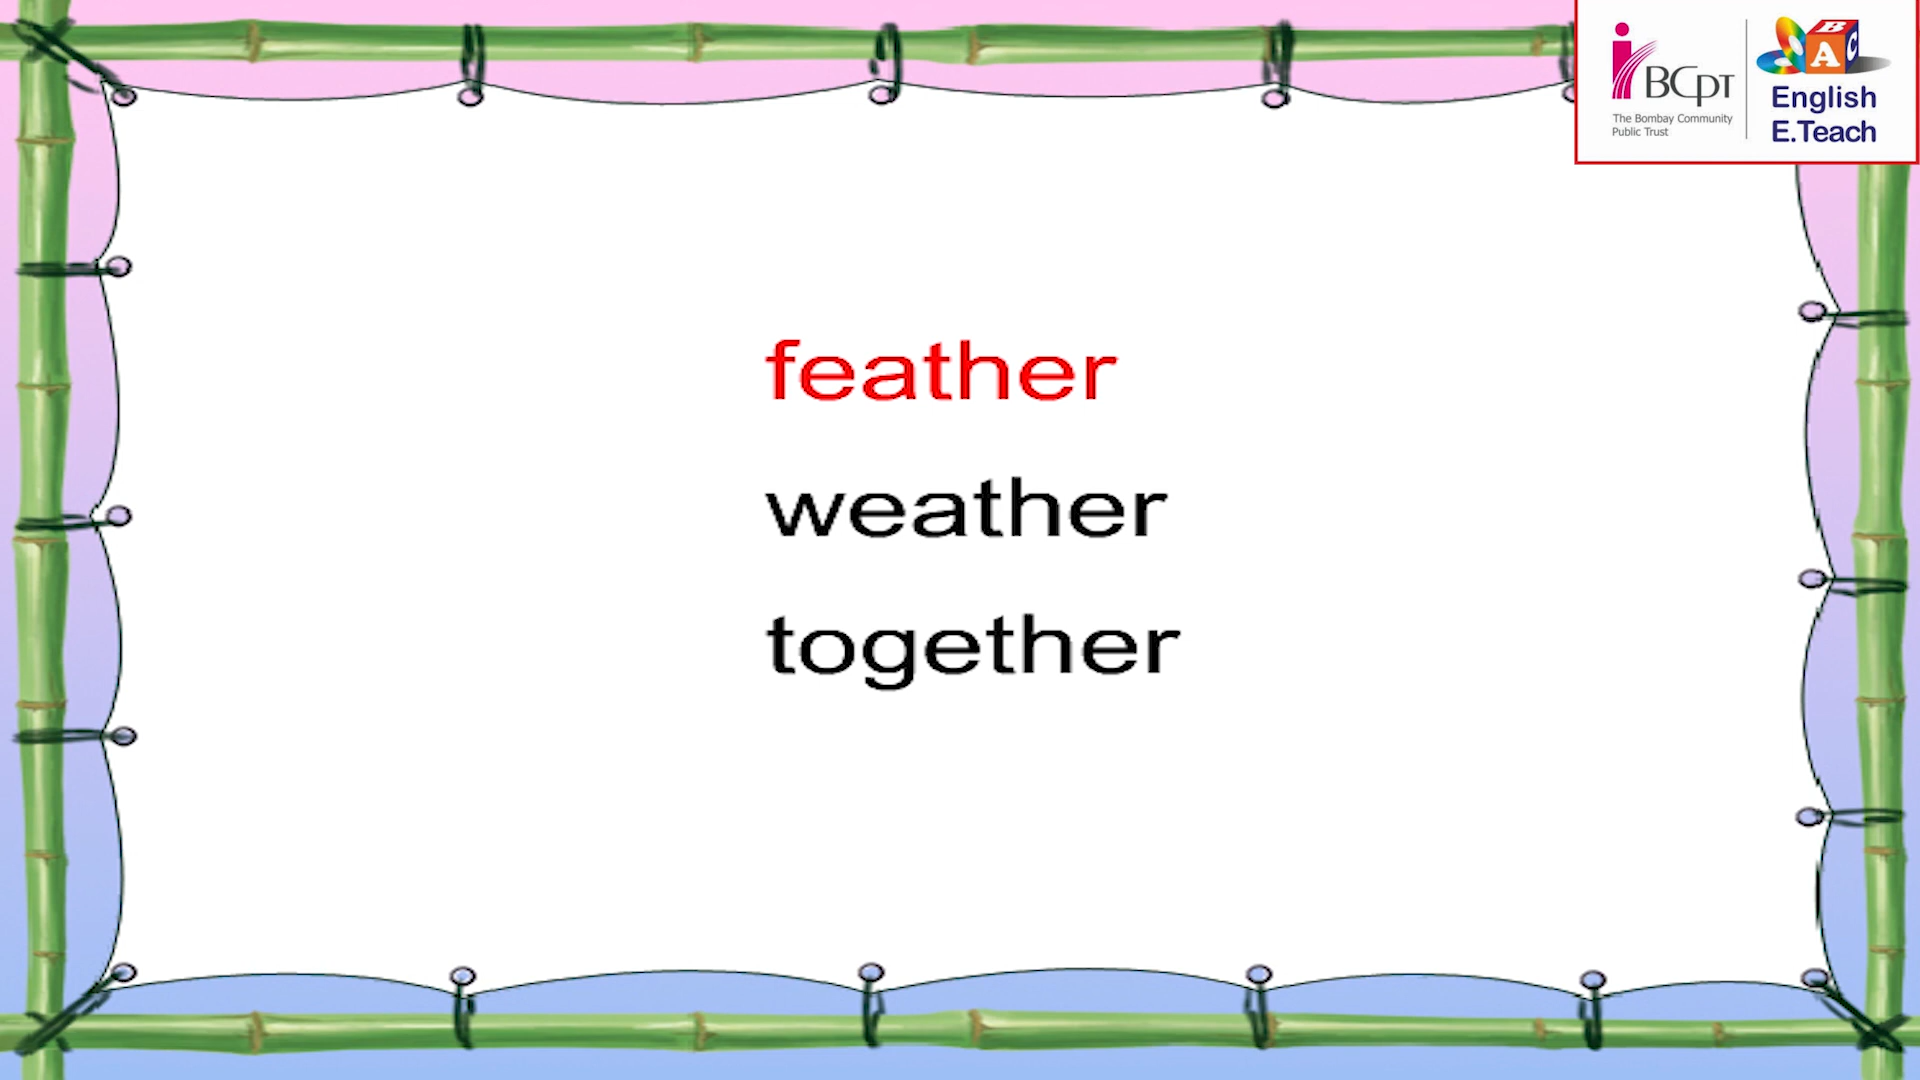 BCPT
The Bombay Community
Public Trust
B
A C
English
E.Teach
feather
weather
together